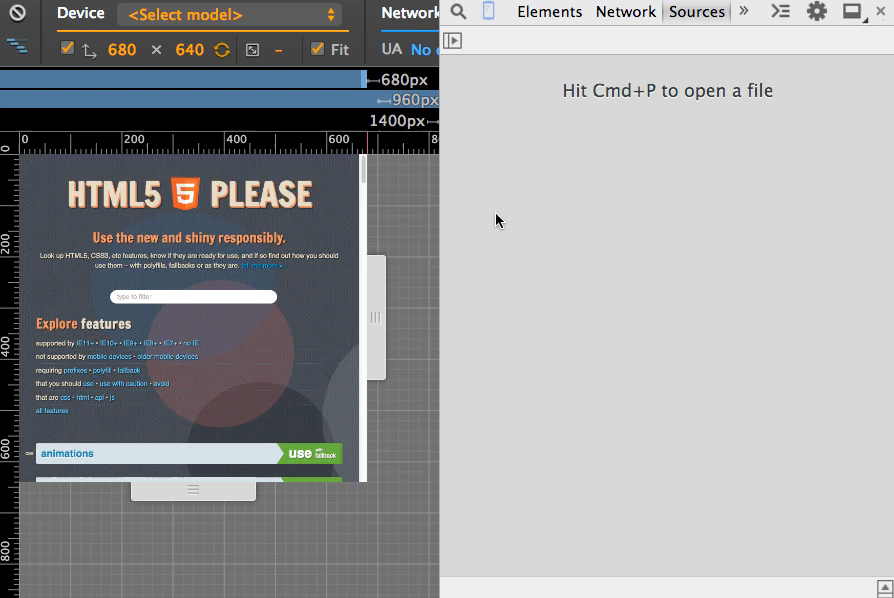 Device <Select model> Network
680 × 640 - Fit UA No
680px
960px
1400px
0 200 400 600 8
0
200
400
600
800
HTML5 5 PLEASE
Use the new and shiny responsibly.
Look up HTML5, CSS3, etc features, know if they are ready for use, and if so find out how you should
use them – with polyfills, fallbacks or as they are. tell me more ▸
type to filter
Explore features
supported by IE11+ • IE10+ • IE9+ • IE8+ • IE7+ • no IE
not supported by mobile devices • older mobile devices
requiring prefixes • polyfill • fallback
that you should use • use with caution • avoid
that are css • html • api • js
all features
css animations use with fallback
Elements Network Sources »
Hit Cmd+P to open a file